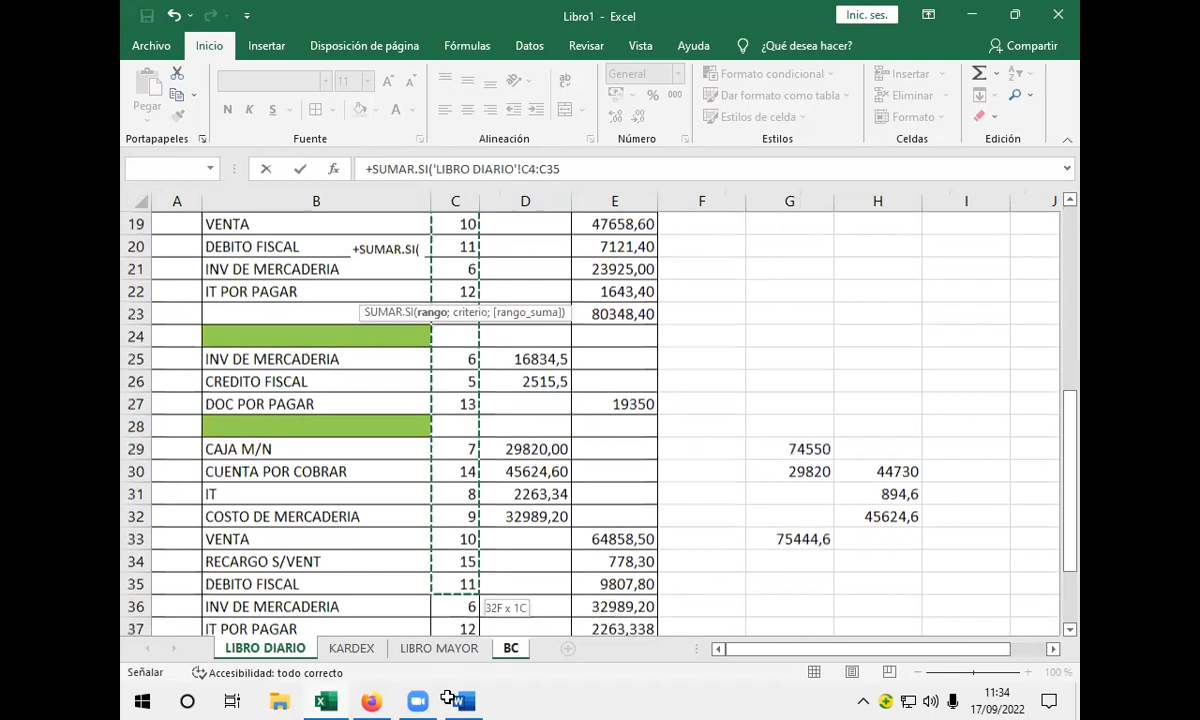 Libro1 - Excel
Inic. ses.
Archivo Inicio Insertar Disposición de página Fórmulas Datos Revisar Vista Ayuda ¿Qué desea hacer? Compartir
11 General Formato condicional Insertar
Pegar Dar formato como tabla Eliminar
N K S A % 000 Estilos de celda Formato
Portapapeles Fuente Alineación Número Estilos Celdas Edición
fx +SUMAR.SI('LIBRO DIARIO'!C4:C35
A B C D E F G H I J
19 VENTA 10 47658,60
20 DEBITO FISCAL +SUMAR.SI( 11 7121,40
21 INV DE MERCADERIA 6 23925,00
22 IT POR PAGAR 12 1643,40
SUMAR.SI(rango; criterio; [rango_suma])
23 80348,40
24
25 INV DE MERCADERIA 6 16834,5
26 CREDITO FISCAL 5 2515,5
27 DOC POR PAGAR 13 19350
28
29 CAJA M/N 7 29820,00 74550
30 CUENTA POR COBRAR 14 45624,60 29820 44730
31 IT 8 2263,34 894,6
32 COSTO DE MERCADERIA 9 32989,20 45624,6
33 VENTA 10 64858,50 75444,6
34 RECARGO S/VENT 15 778,30
35 DEBITO FISCAL 11 9807,80
36 INV DE MERCADERIA 6 32F x 1C 32989,20
37 IT POR PAGAR 12 2263,338
LIBRO DIARIO KARDEX LIBRO MAYOR BC
Señalar Accesibilidad: todo correcto 100 %
11:34
17/09/2022